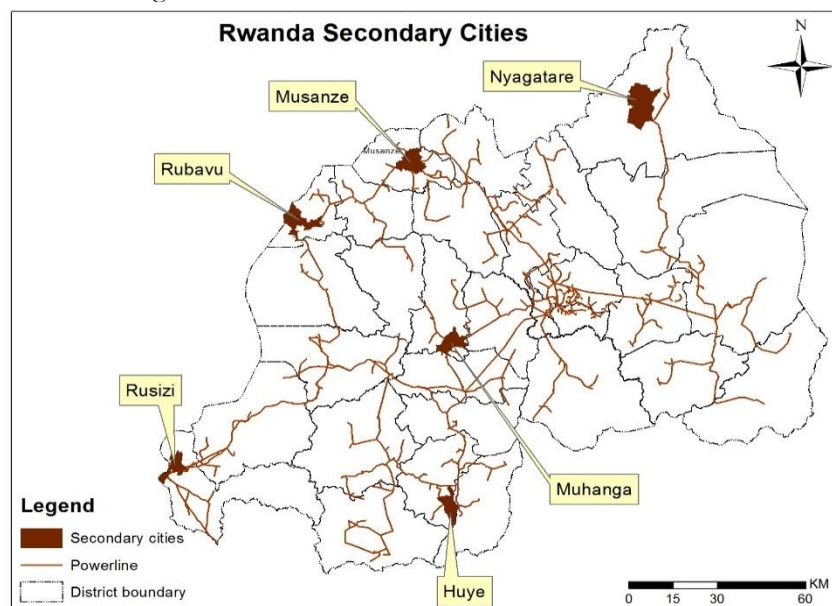 Rwanda Secondary Cities
N
Nyagatare
Musanze
Musanze
Rubavu
Rusizi
Muhanga
Huye
Legend
Secondary cities
Powerline
District boundary
KM
0 15 30 60